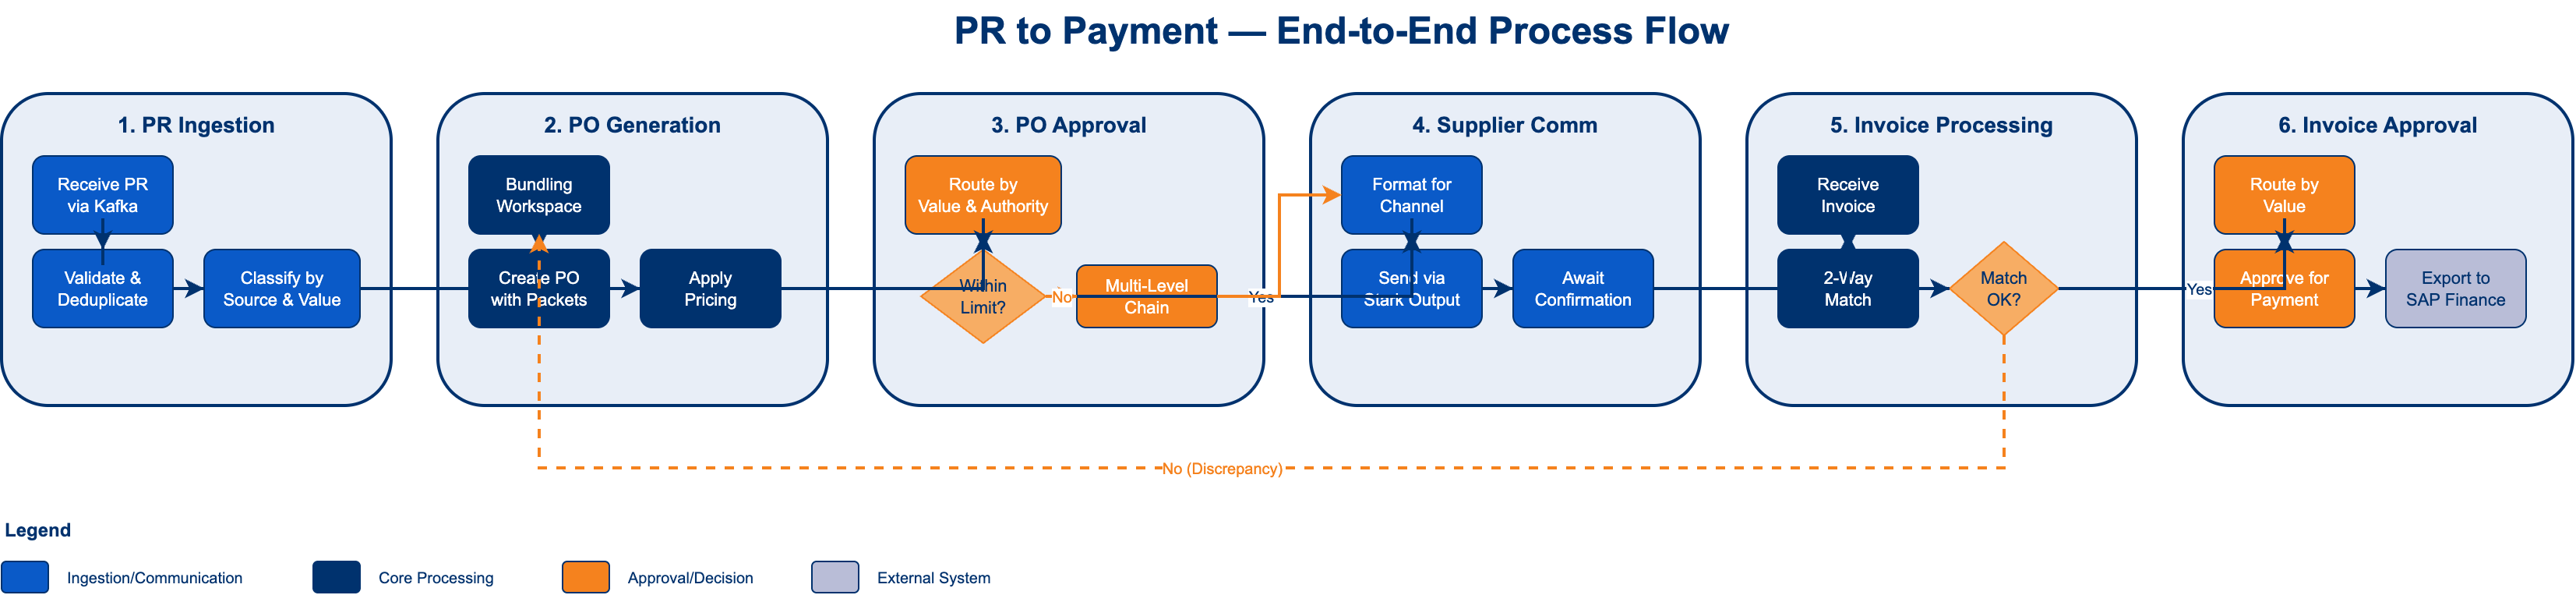 PR to Payment — End-to-End Process Flow
1. PR Ingestion
Receive PR
via Kafka
Validate &
Deduplicate
Classify by
Source & Value
2. PO Generation
Bundling
Workspace
Create PO
with Packets
Apply
Pricing
3. PO Approval
Route by
Value & Authority
Within
Limit?
No
Multi-Level
Chain
Yes
4. Supplier Comm
Format for
Channel
Send via
Stark Output
Await
Confirmation
5. Invoice Processing
Receive
Invoice
2-Way
Match
Match
OK?
Yes
6. Invoice Approval
Route by
Value
Approve for
Payment
Export to
SAP Finance
No (Discrepancy)
Legend
Ingestion/Communication
Core Processing
Approval/Decision
External System